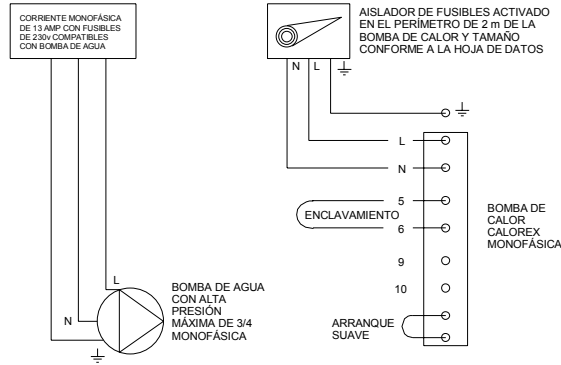 CORRIENTE MONOFÁSICA
DE 13 AMP CON FUSIBLES
DE 230v COMPATIBLES
CON BOMBA DE AGUA
AISLADOR DE FUSIBLES ACTIVADO
EN EL PERÍMETRO DE 2 m DE LA
BOMBA DE CALOR Y TAMAÑO
CONFORME A LA HOJA DE DATOS
N L
L
N
5
ENCLAVAMIENTO
6
9
10
ARRANQUE
SUAVE
BOMBA DE
CALOR
CALOREX
MONOFÁSICA
L
N
BOMBA DE AGUA
CON ALTA
PRESIÓN
MÁXIMA DE 3/4
MONOFÁSICA